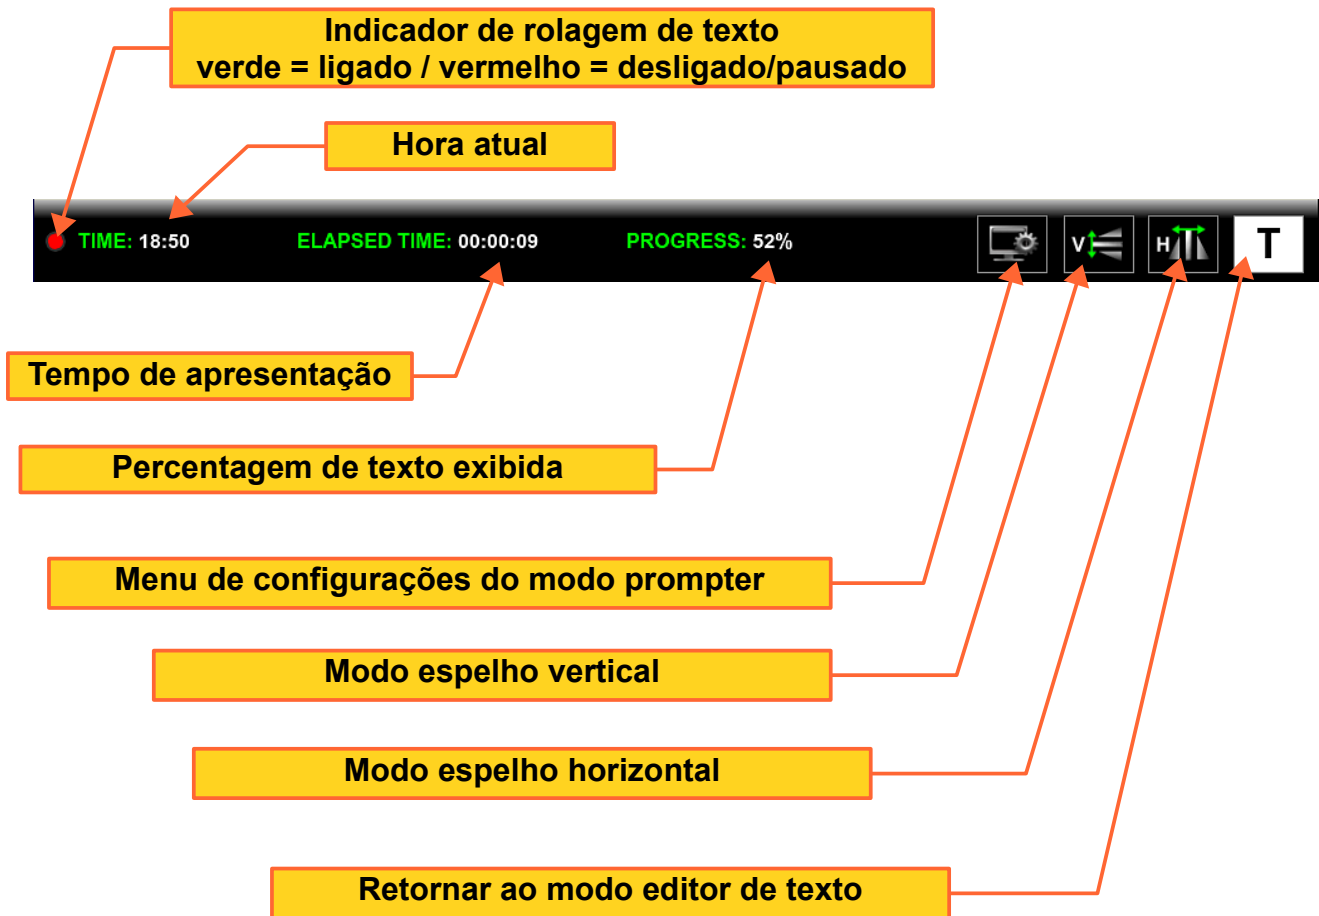 Indicador de rolagem de texto
verde = ligado / vermelho = desligado/pausado
Hora atual
TIME: 18:50 ELAPSED TIME: 00:00:09 PROGRESS: 52% V H T
Tempo de apresentação
Percentagem de texto exibida
Menu de configurações do modo prompter
Modo espelho vertical
Modo espelho horizontal
Retornar ao modo editor de texto